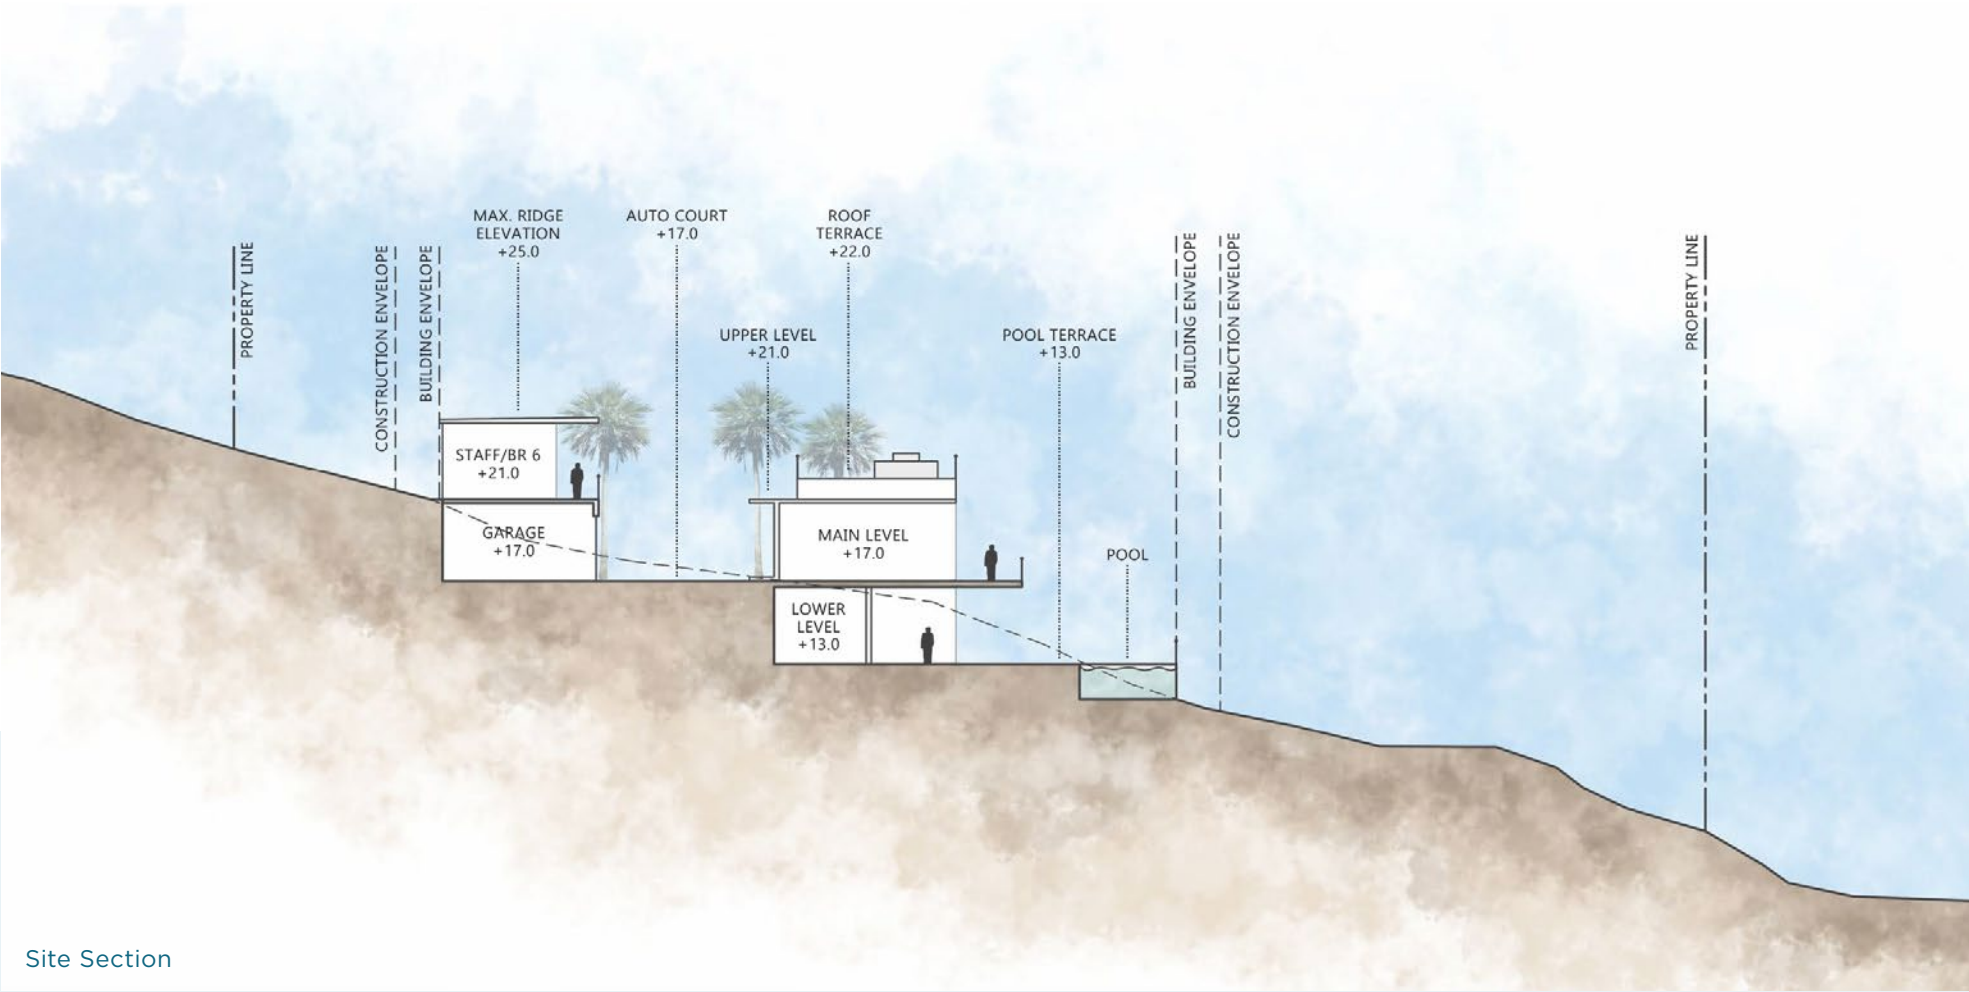 MAX. RIDGE
ELEVATION
+25.0
AUTO COURT
+17.0
ROOF
TERRACE
+22.0
PROPERTY LINE
CONSTRUCTION ENVELOPE
BUILDING ENVELOPE
UPPER LEVEL
+21.0
POOL TERRACE
+13.0
BUILDING ENVELOPE
CONSTRUCTION ENVELOPE
PROPERTY LINE
STAFF/BR 6
+21.0
GARAGE
+17.0
MAIN LEVEL
+17.0
POOL
LOWER
LEVEL
+13.0
Site Section